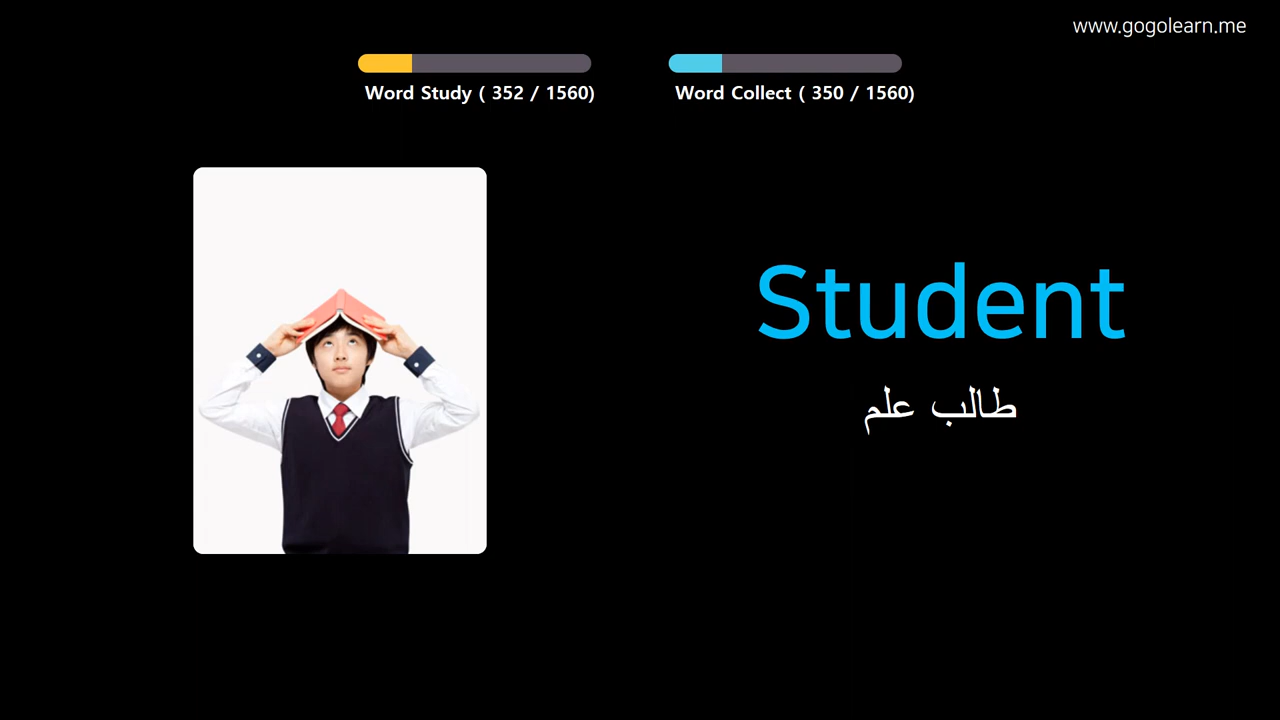 www.gogolearn.me
Word Study ( 352 / 1560)
Word Collect ( 350 / 1560)
Student
طالب علم